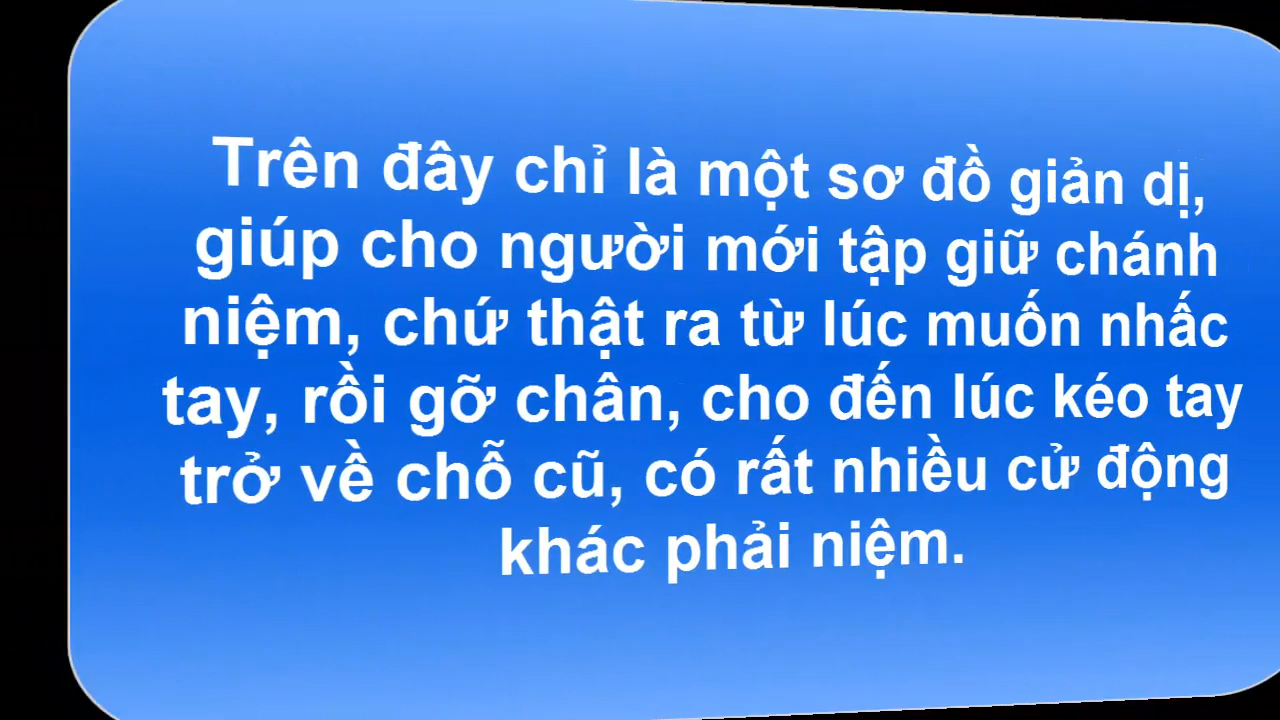 Trên đây chỉ là một sơ đồ giản dị,
giúp cho người mới tập giữ chánh
niệm, chứ thật ra từ lúc muốn nhấc
tay, rồi gỡ chân, cho đến lúc kéo tay
trở về chỗ cũ, có rất nhiều cử động
khác phải niệm.